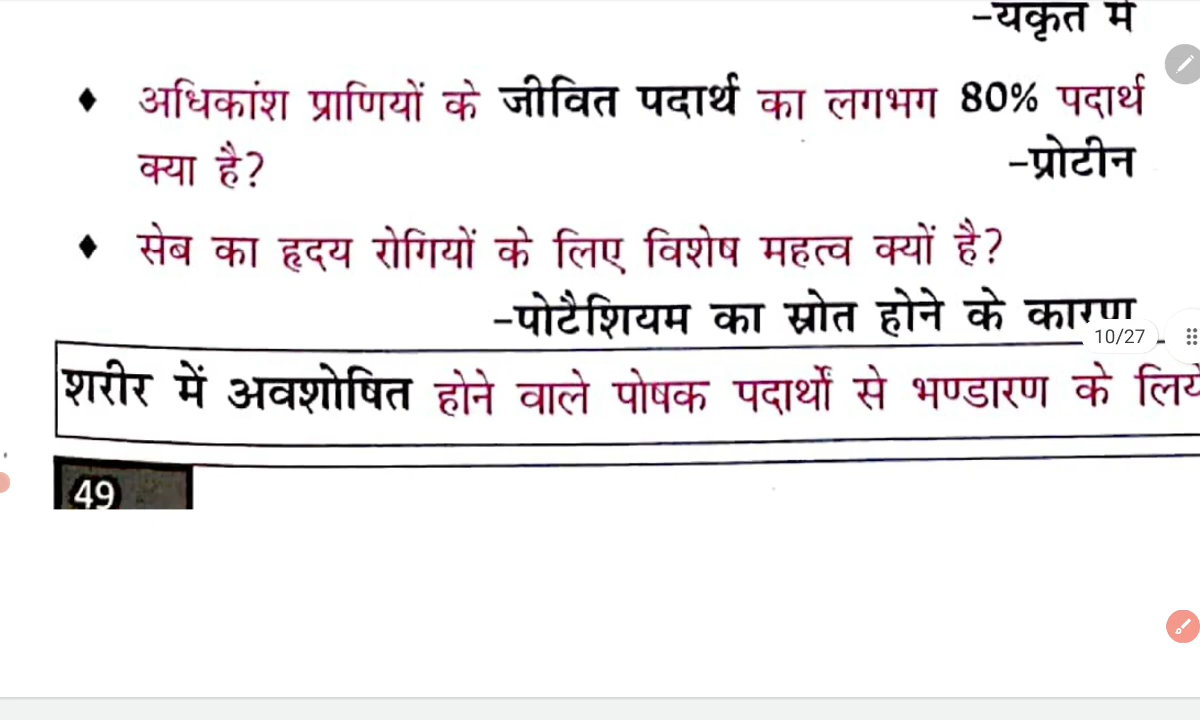 -यकृत में
♦ अधिकांश प्राणियों के जीवित पदार्थ का लगभग 80% पदार्थ
क्या है? -प्रोटीन
♦ सेब का हृदय रोगियों के लिए विशेष महत्व क्यों है?
-पोटैशियम का स्रोत होने के कारण
10/27
शरीर में अवशोषित होने वाले पोषक पदार्थों से भण्डारण के लिये
49